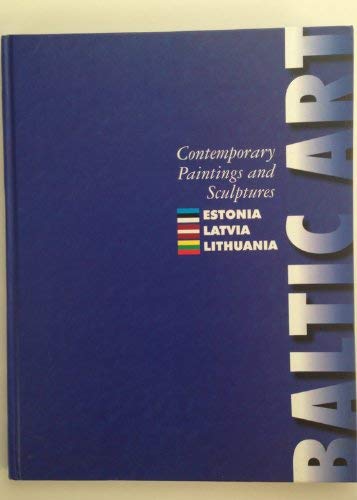 Contemporary
Paintings and
Sculptures
ESTONIA
LATVIA
LITHUANIA
BALTIC ART